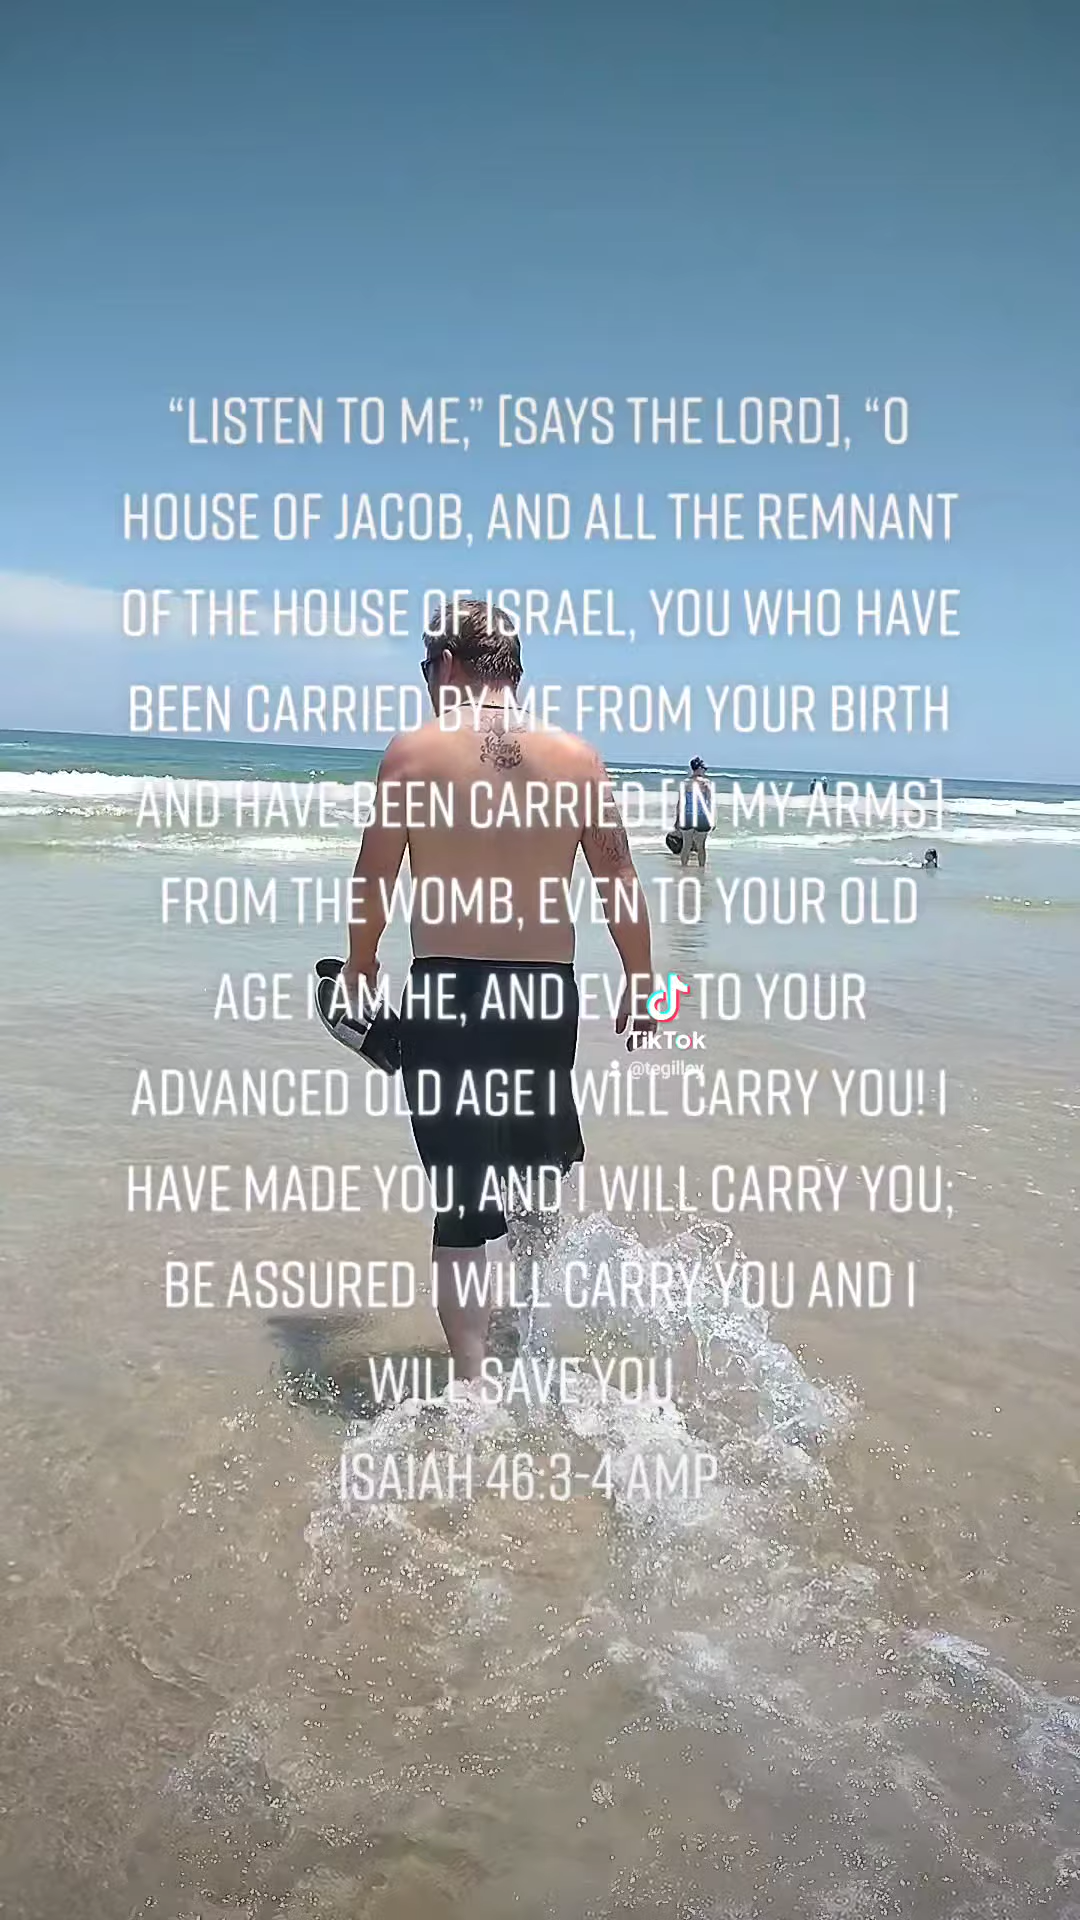 “LISTEN TO ME,” [SAYS THE LORD], “O
HOUSE OF JACOB, AND ALL THE REMNANT
OF THE HOUSE OF ISRAEL, YOU WHO HAVE
BEEN CARRIED BY ME FROM YOUR BIRTH
AND HAVE BEEN CARRIED [IN MY ARMS]
FROM THE WOMB, EVEN TO YOUR OLD
AGE I AM HE, AND EVEN TO YOUR
TikTok
@tegilley
ADVANCED OLD AGE I WILL CARRY YOU! I
HAVE MADE YOU, AND I WILL CARRY YOU;
BE ASSURED I WILL CARRY YOU AND I
WILL SAVE YOU
ISAIAH 46:3-4 AMP